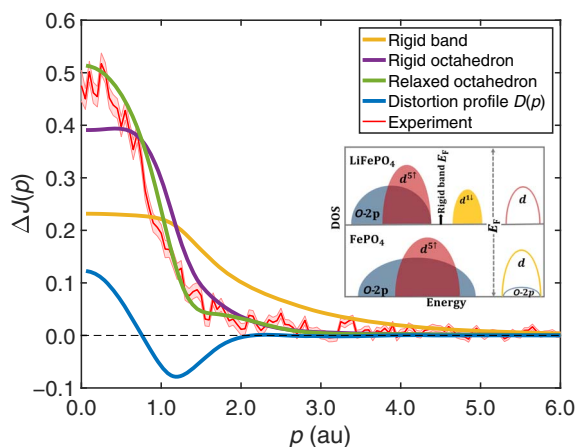 0.6
0.5
0.4
0.3
0.2
0.1
0.0
−0.1
ΔJ(p)
Rigid band
Rigid octahedron
Relaxed octahedron
Distortion profile D(p)
Experiment
LiFePO4
d5↑
O-2p
Rigid band EF
d1↓
d
DOS
EF
FePO4
d5↑
O-2p
d
O-2p
Energy
0.0 1.0 2.0 3.0 4.0 5.0 6.0
p (au)